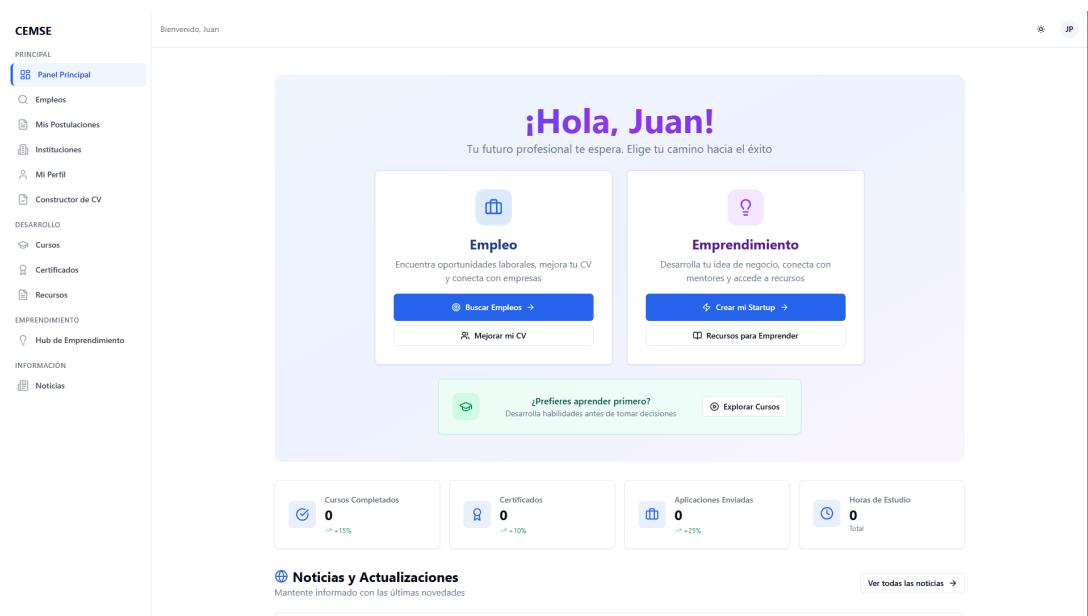 CEMSE
Bienvenido, Juan
JP
PRINCIPAL
Panel Principal
Empleos
Mis Postulaciones
Instituciones
Mi Perfil
Constructor de CV
DESARROLLO
Cursos
Certificados
Recursos
EMPRENDIMIENTO
Hub de Emprendimiento
INFORMACIÓN
Noticias
¡Hola, Juan!
Tu futuro profesional te espera. Elige tu camino hacia el éxito
Empleo
Encuentra oportunidades laborales, mejora tu CV
y conecta con empresas
Buscar Empleos
Mejorar mi CV
Emprendimiento
Desarrolla tu idea de negocio, conecta con
mentores y accede a recursos
Crear mi Startup
Recursos para Emprender
¿Prefieres aprender primero?
Desarrolla habilidades antes de tomar decisiones
Explorar Cursos
Cursos Completados
0
+15%
Certificados
0
+10%
Aplicaciones Enviadas
0
+25%
Horas de Estudio
0
Total
Noticias y Actualizaciones
Mantente informado con las últimas novedades
Ver todas las noticias